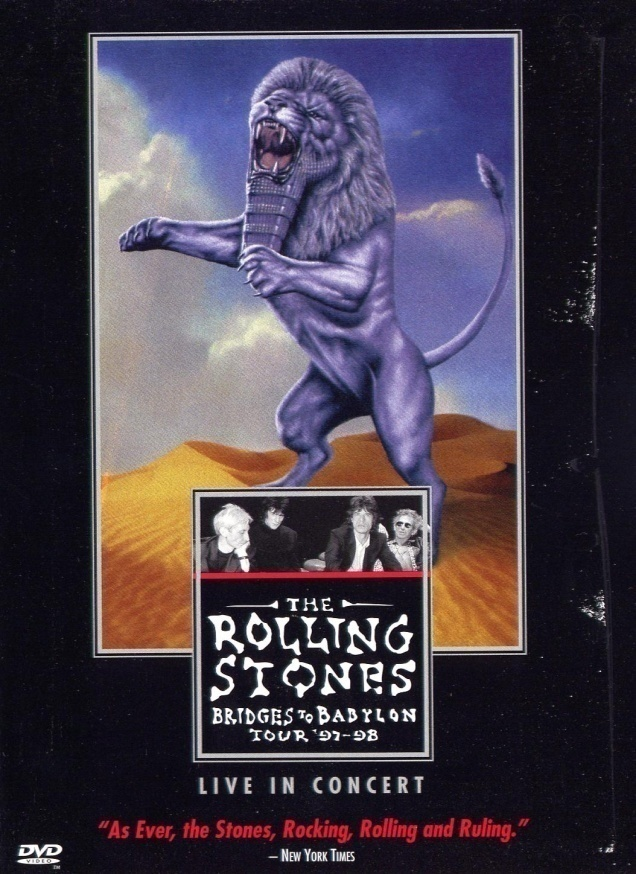 THE
ROLLING
STONES
BRIDGES TO BABYLON
TOUR '97-98
LIVE IN CONCERT
"As Ever, the Stones, Rocking, Rolling and Ruling."
– NEW YORK TIMES
DVD
VIDEO
TM